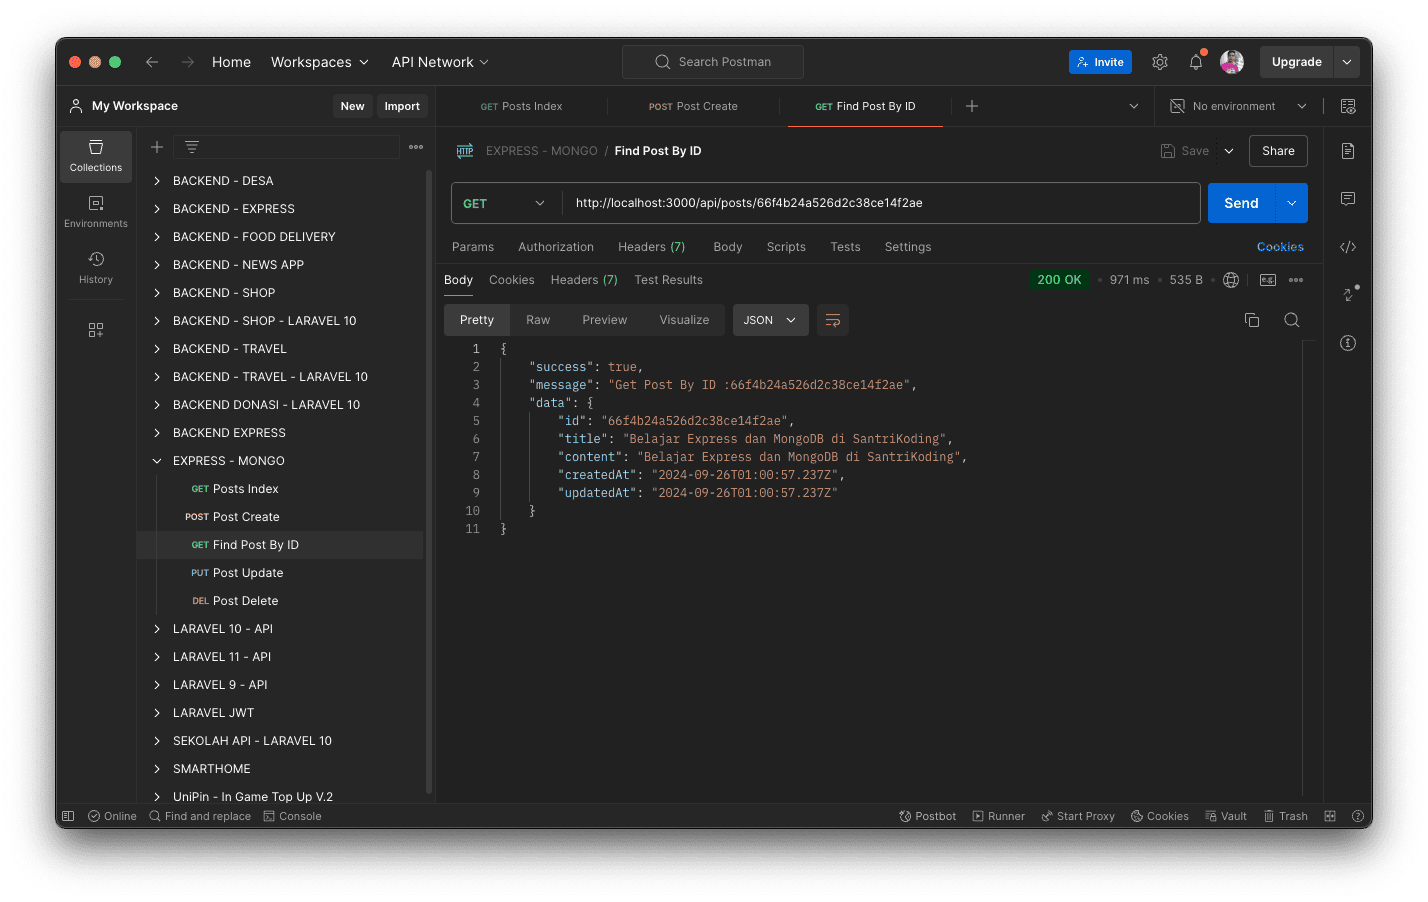 Home Workspaces API Network Search Postman Invite Upgrade
My Workspace New Import
GET Posts Index POST Post Create GET Find Post By ID No environment
Collections
Environments
History
BACKEND - DESA
BACKEND - EXPRESS
BACKEND - FOOD DELIVERY
BACKEND - NEWS APP
BACKEND - SHOP
BACKEND - SHOP - LARAVEL 10
BACKEND - TRAVEL
BACKEND - TRAVEL - LARAVEL 10
BACKEND DONASI - LARAVEL 10
BACKEND EXPRESS
EXPRESS - MONGO
GET Posts Index
POST Post Create
GET Find Post By ID
PUT Post Update
DEL Post Delete
LARAVEL 10 - API
LARAVEL 11 - API
LARAVEL 9 - API
LARAVEL JWT
SEKOLAH API - LARAVEL 10
SMARTHOME
UniPin - In Game Top Up V.2
HTTP EXPRESS - MONGO / Find Post By ID Save Share
GET http://localhost:3000/api/posts/66f4b24a526d2c38ce14f2ae Send
Params Authorization Headers (7) Body Scripts Tests Settings Cookies
Body Cookies Headers (7) Test Results 200 OK • 971 ms • 535 B • e.g.
Pretty Raw Preview Visualize JSON
1 {
2 "success": true,
3 "message": "Get Post By ID :66f4b24a526d2c38ce14f2ae",
4 "data": {
5 "id": "66f4b24a526d2c38ce14f2ae",
6 "title": "Belajar Express dan MongoDB di SantriKoding",
7 "content": "Belajar Express dan MongoDB di SantriKoding",
8 "createdAt": "2024-09-26T01:00:57.237Z",
9 "updatedAt": "2024-09-26T01:00:57.237Z"
10 }
11 }
Online Find and replace Console Postbot Runner Start Proxy Cookies Vault Trash